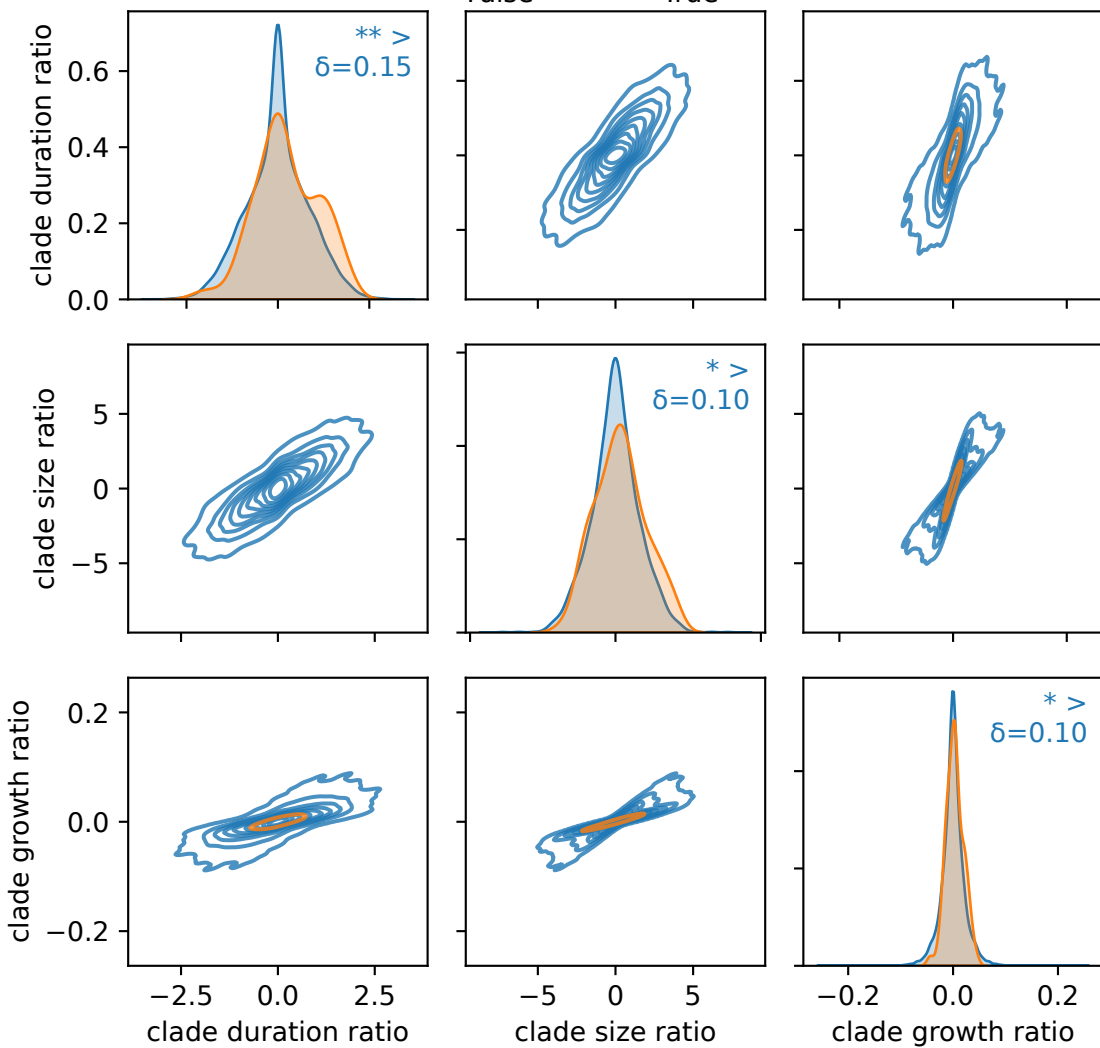 clade duration ratio
0.6
0.4
0.2
0.0
** >
δ=0.15
clade size ratio
5
0
−5
* >
δ=0.10
clade growth ratio
0.2
0.0
−0.2
* >
δ=0.10
−2.5 0.0 2.5
−5 0 5
−0.2 0.0 0.2
clade duration ratio
clade size ratio
clade growth ratio